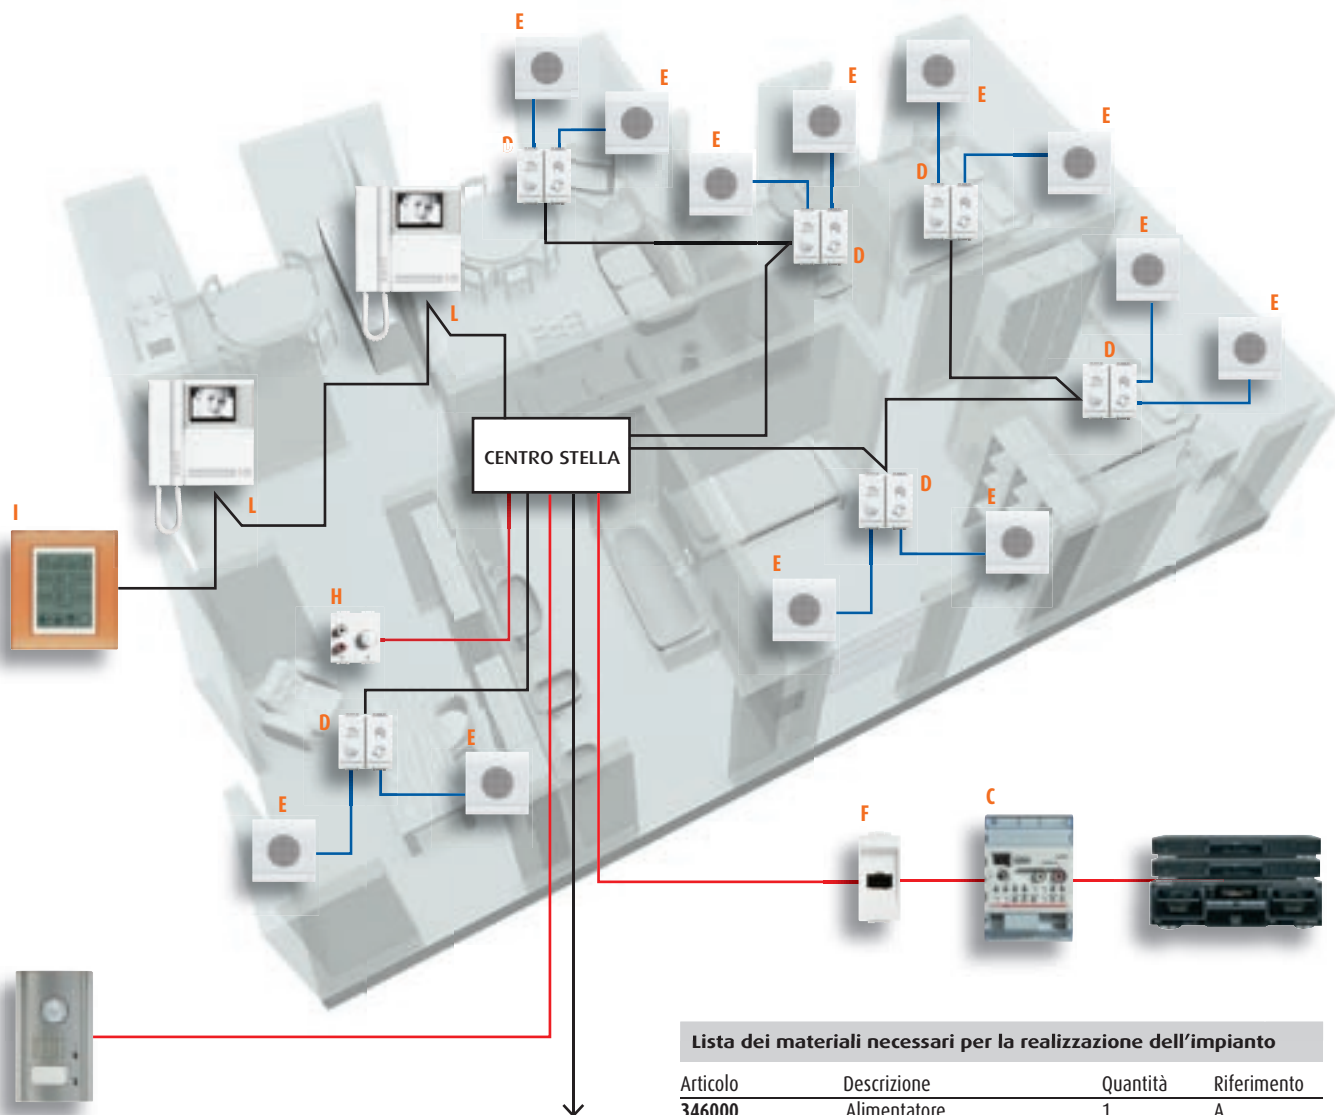 E
E
E
E
E
E
D
E
D
D
E
D
E
L
CENTRO STELLA
L
D
E
E
I
H
D
E
E
F
C
Lista dei materiali necessari per la realizzazione dell'impianto
Articolo Descrizione Quantità Riferimento
346000 Alimentatore 1 A